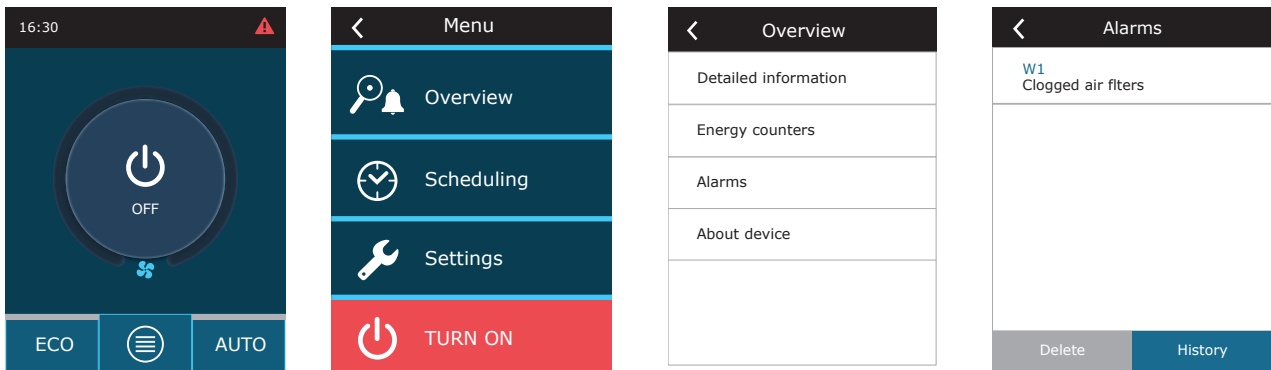 16:30
OFF
ECO
AUTO
Menu
Overview
Scheduling
Settings
TURN ON
Overview
Detailed information
Energy counters
Alarms
About device
Alarms
W1
Clogged air flters
Delete
History